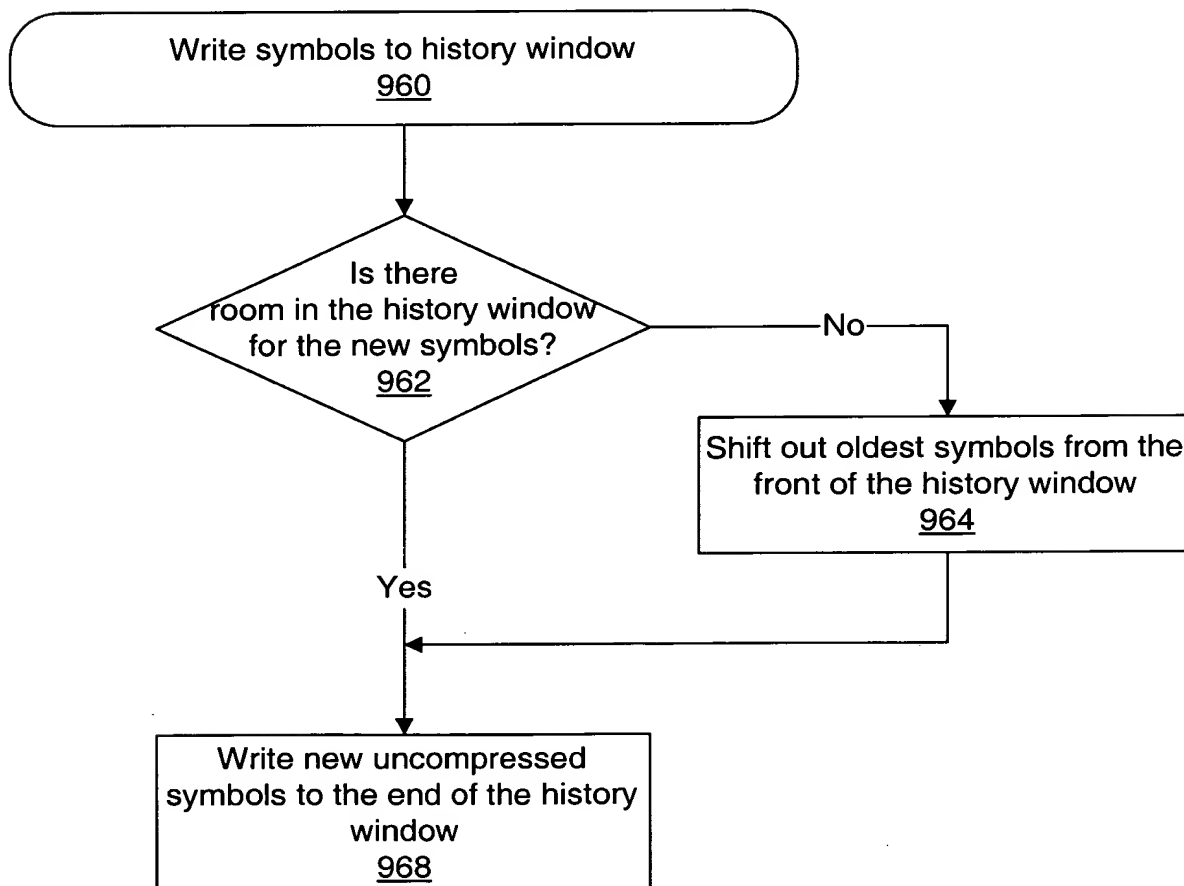 Write symbols to history window
960
Is there
room in the history window
for the new symbols?
962
No
Shift out oldest symbols from the
front of the history window
964
Yes
Write new uncompressed
symbols to the end of the history
window
968